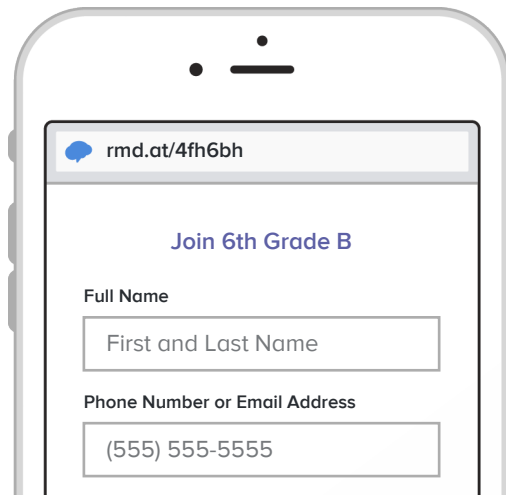 rmd.at/4fh6bh
Join 6th Grade B
Full Name
First and Last Name
Phone Number or Email Address
(555) 555-5555